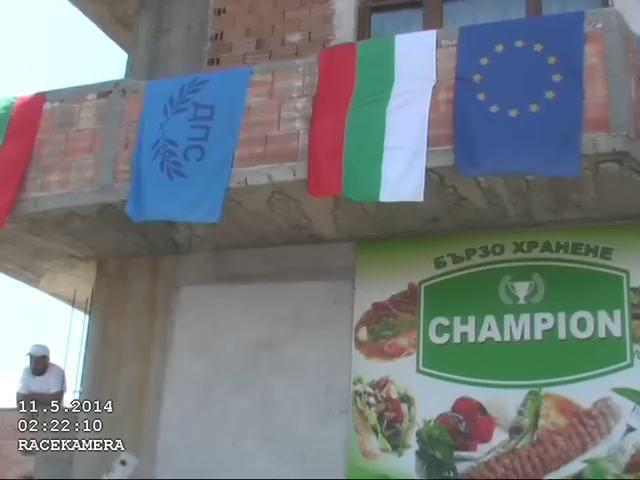 ДПС
БЪРЗО ХРАНЕНЕ
CHAMPION
11.5.2014
02:22:10
RACEKAMERA